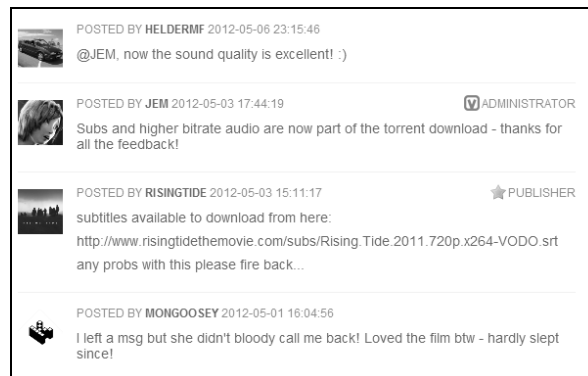 POSTED BY HELDERMF 2012-05-06 23:15:46
@JEM, now the sound quality is excellent! :)
POSTED BY JEM 2012-05-03 17:44:19 ADMINISTRATOR
Subs and higher bitrate audio are now part of the torrent download - thanks for
all the feedback!
POSTED BY RISINGTIDE 2012-05-03 15:11:17 PUBLISHER
subtitles available to download from here:
http://www.risingtidethemovie.com/subs/Rising.Tide.2011.720p.x264-VODO.srt
any probs with this please fire back...
POSTED BY MONGOOSEY 2012-05-01 16:04:56
I left a msg but she didn't bloody call me back! Loved the film btw - hardly slept
since!